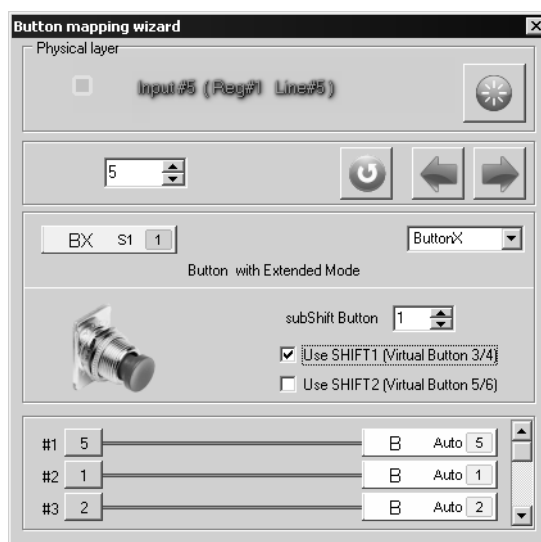 Button mapping wizard
Physical layer
Input#5 (Reg#1 Line#5)
5
BX S1 1
ButtonX
Button with Extended Mode
subShift Button 1
Use SHIFT1 (Virtual Button 3/4)
Use SHIFT2 (Virtual Button 5/6)
#1 5 B Auto 5
#2 1 B Auto 1
#3 2 B Auto 2